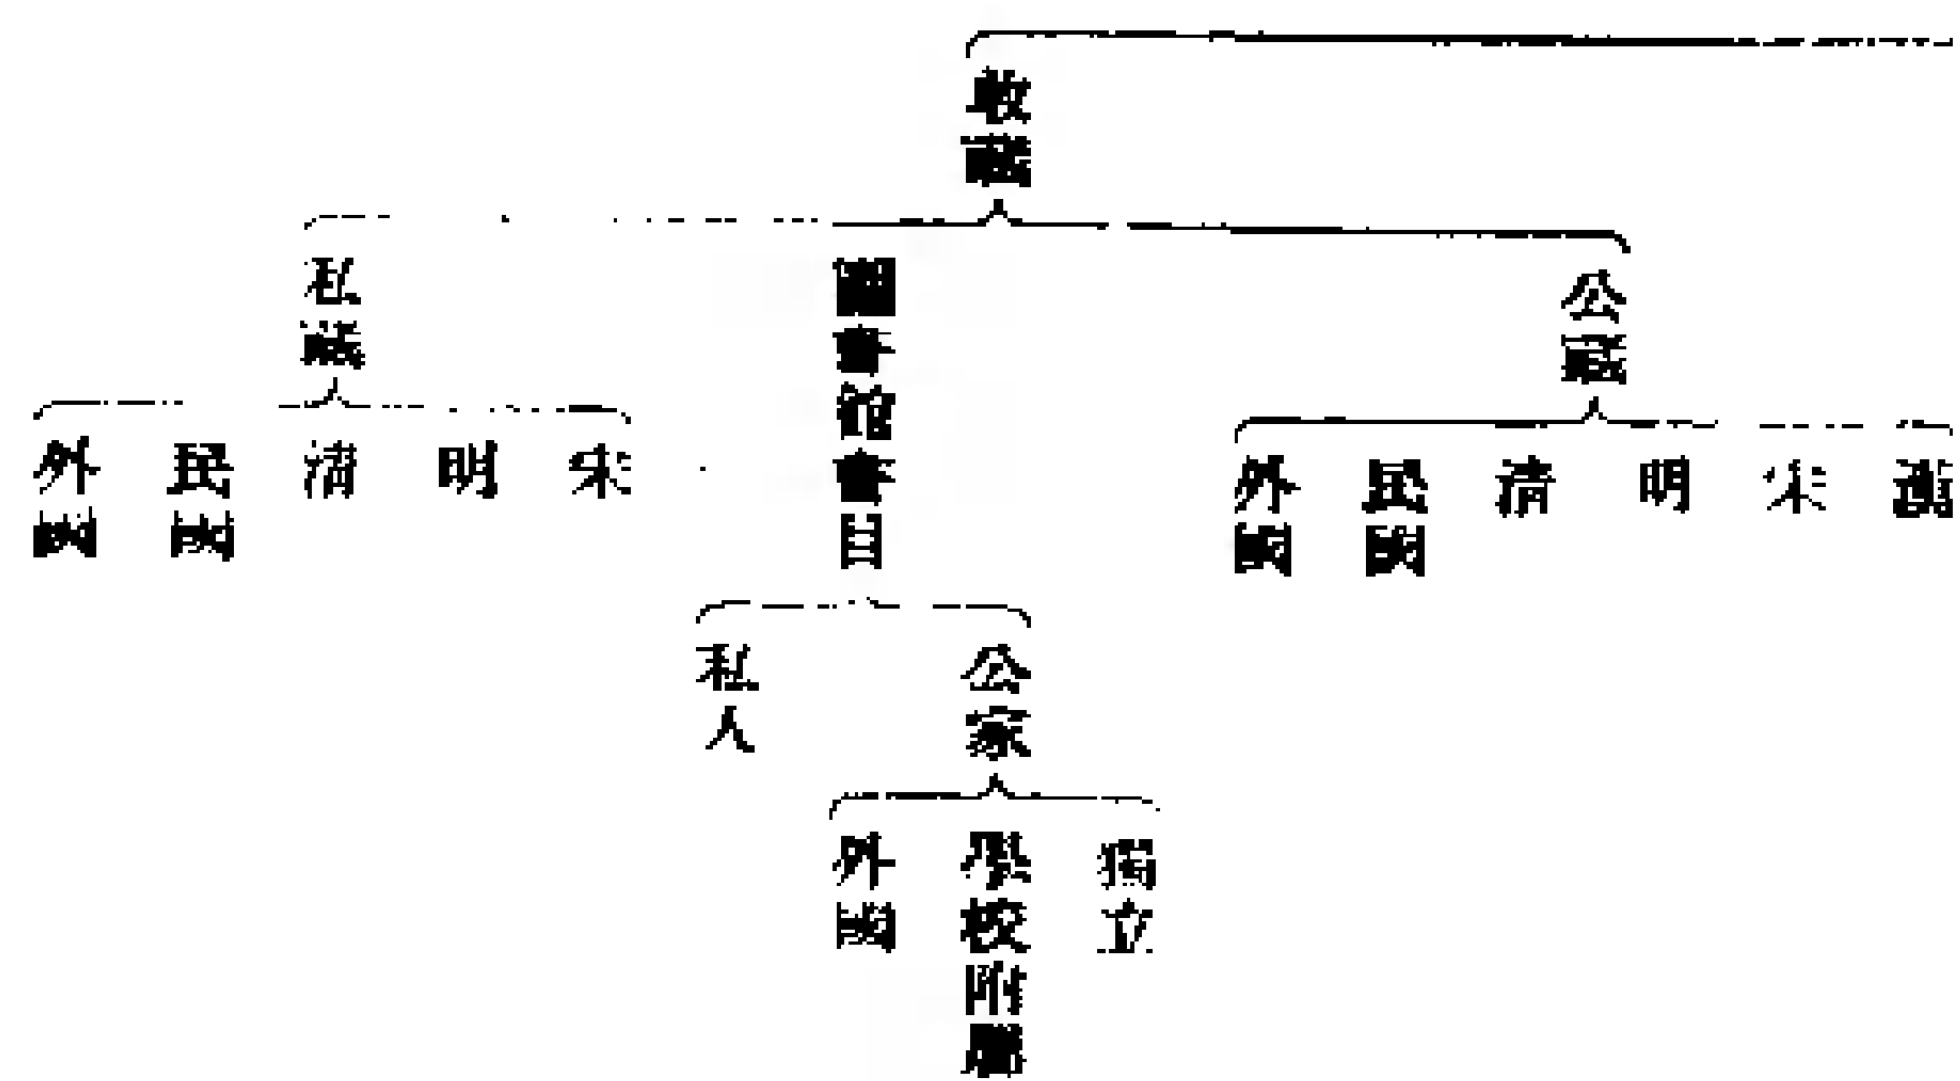 收藏
公藏
漢
宋
明
清
民國
外國
圖書館書目
公家
獨立
學校附屬
外國
私人
私藏
宋
明
清
民國
外國